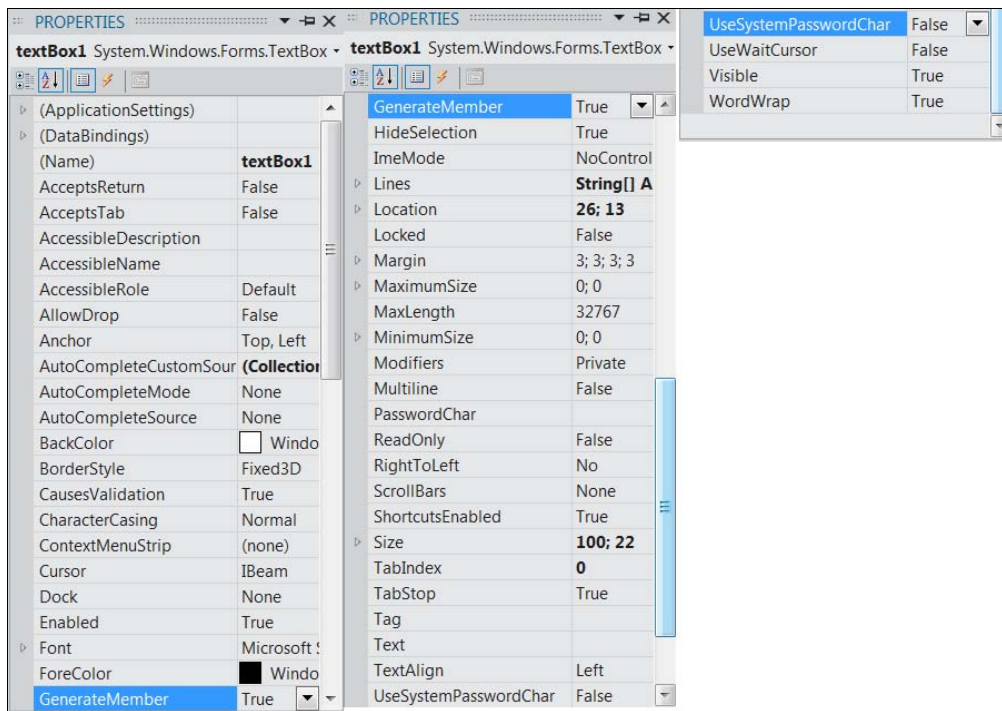 PROPERTIES
textBox1 System.Windows.Forms.TextBox
(ApplicationSettings)
(DataBindings)
(Name) textBox1
AcceptsReturn False
AcceptsTab False
AccessibleDescription
AccessibleName
AccessibleRole Default
AllowDrop False
Anchor Top, Left
AutoCompleteCustomSour (Collection
AutoCompleteMode None
AutoCompleteSource None
BackColor Windo
BorderStyle Fixed3D
CausesValidation True
CharacterCasing Normal
ContextMenuStrip (none)
Cursor IBeam
Dock None
Enabled True
Font Microsoft S
ForeColor Windo
GenerateMember True
PROPERTIES
textBox1 System.Windows.Forms.TextBox
GenerateMember True
HideSelection True
ImeMode NoControl
Lines String[] A
Location 26; 13
Locked False
Margin 3; 3; 3; 3
MaximumSize 0; 0
MaxLength 32767
MinimumSize 0; 0
Modifiers Private
Multiline False
PasswordChar
ReadOnly False
RightToLeft No
ScrollBars None
ShortcutsEnabled True
Size 100; 22
TabIndex 0
TabStop True
Tag
Text
TextAlign Left
UseSystemPasswordChar False
UseSystemPasswordChar False
UseWaitCursor False
Visible True
WordWrap True